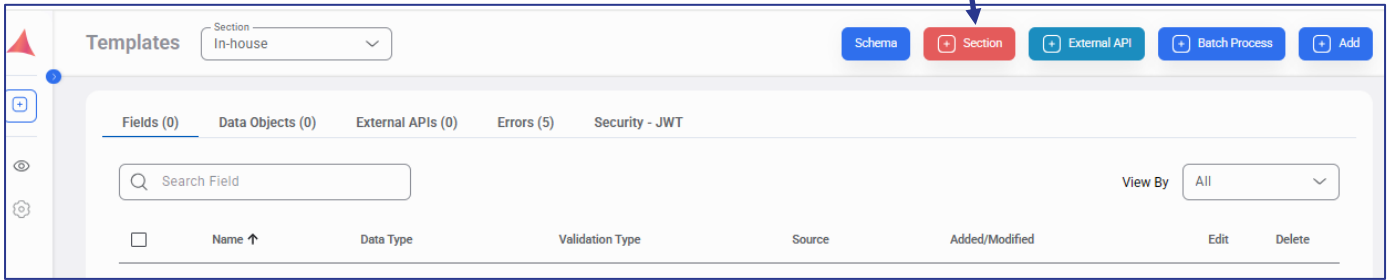 Templates
Section
In-house
Schema
Section
External API
Batch Process
Add
Fields (0) Data Objects (0) External APIs (0) Errors (5) Security - JWT
Search Field
View By All
Name Data Type Validation Type Source Added/Modified Edit Delete